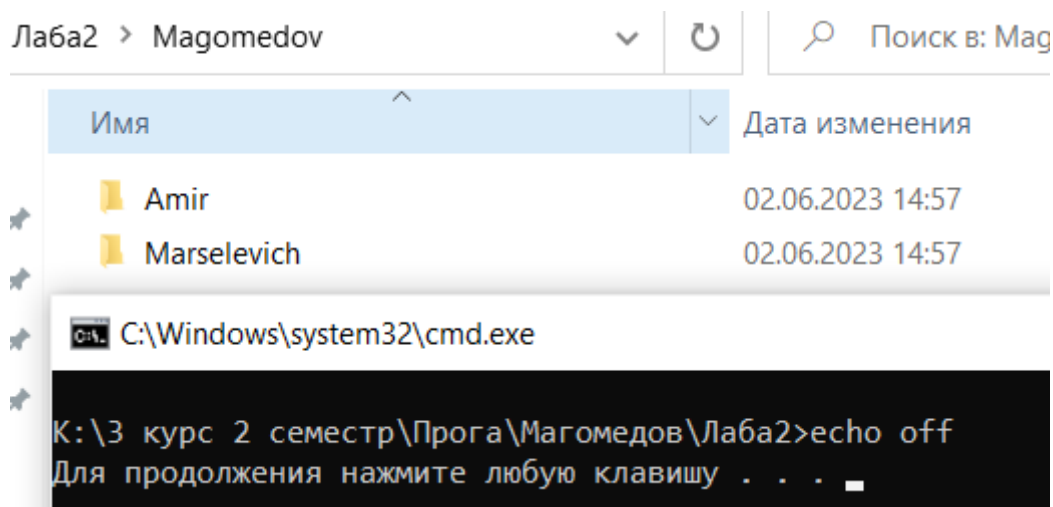 Лаба2 > Magomedov
Поиск в: Mag
Имя
Дата изменения
Amir 02.06.2023 14:57
Marselevich 02.06.2023 14:57
C:\Windows\system32\cmd.exe
K:\3 курс 2 семестр\Прога\Магомедов\Лаба2>echo off
Для продолжения нажмите любую клавишу . . .